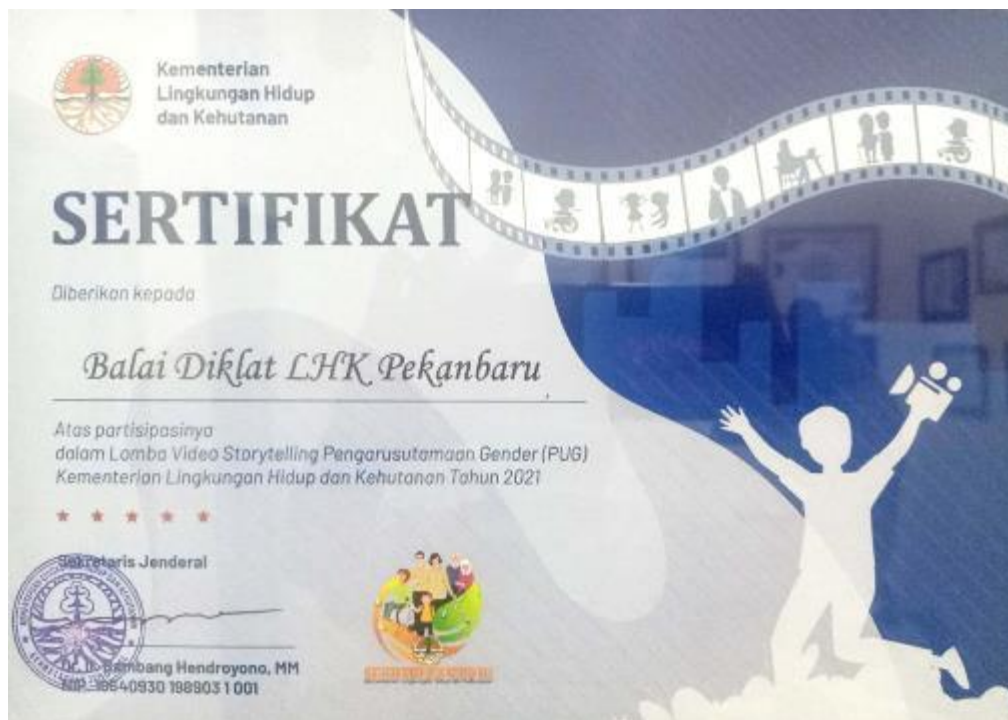 Kementerian
Lingkungan Hidup
dan Kehutanan
SERTIFIKAT
Diberikan kepada
Balai Diklat LHK Pekanbaru
Atas partisipasinya
dalam Lomba Video Storytelling Pengarusutamaan Gender (PUG)
Kementerian Lingkungan Hidup dan Kehutanan Tahun 2021
Sekretaris Jenderal
Dr. Ir. Bambang Hendroyono, MM
NIP. 19640930 198903 1 001